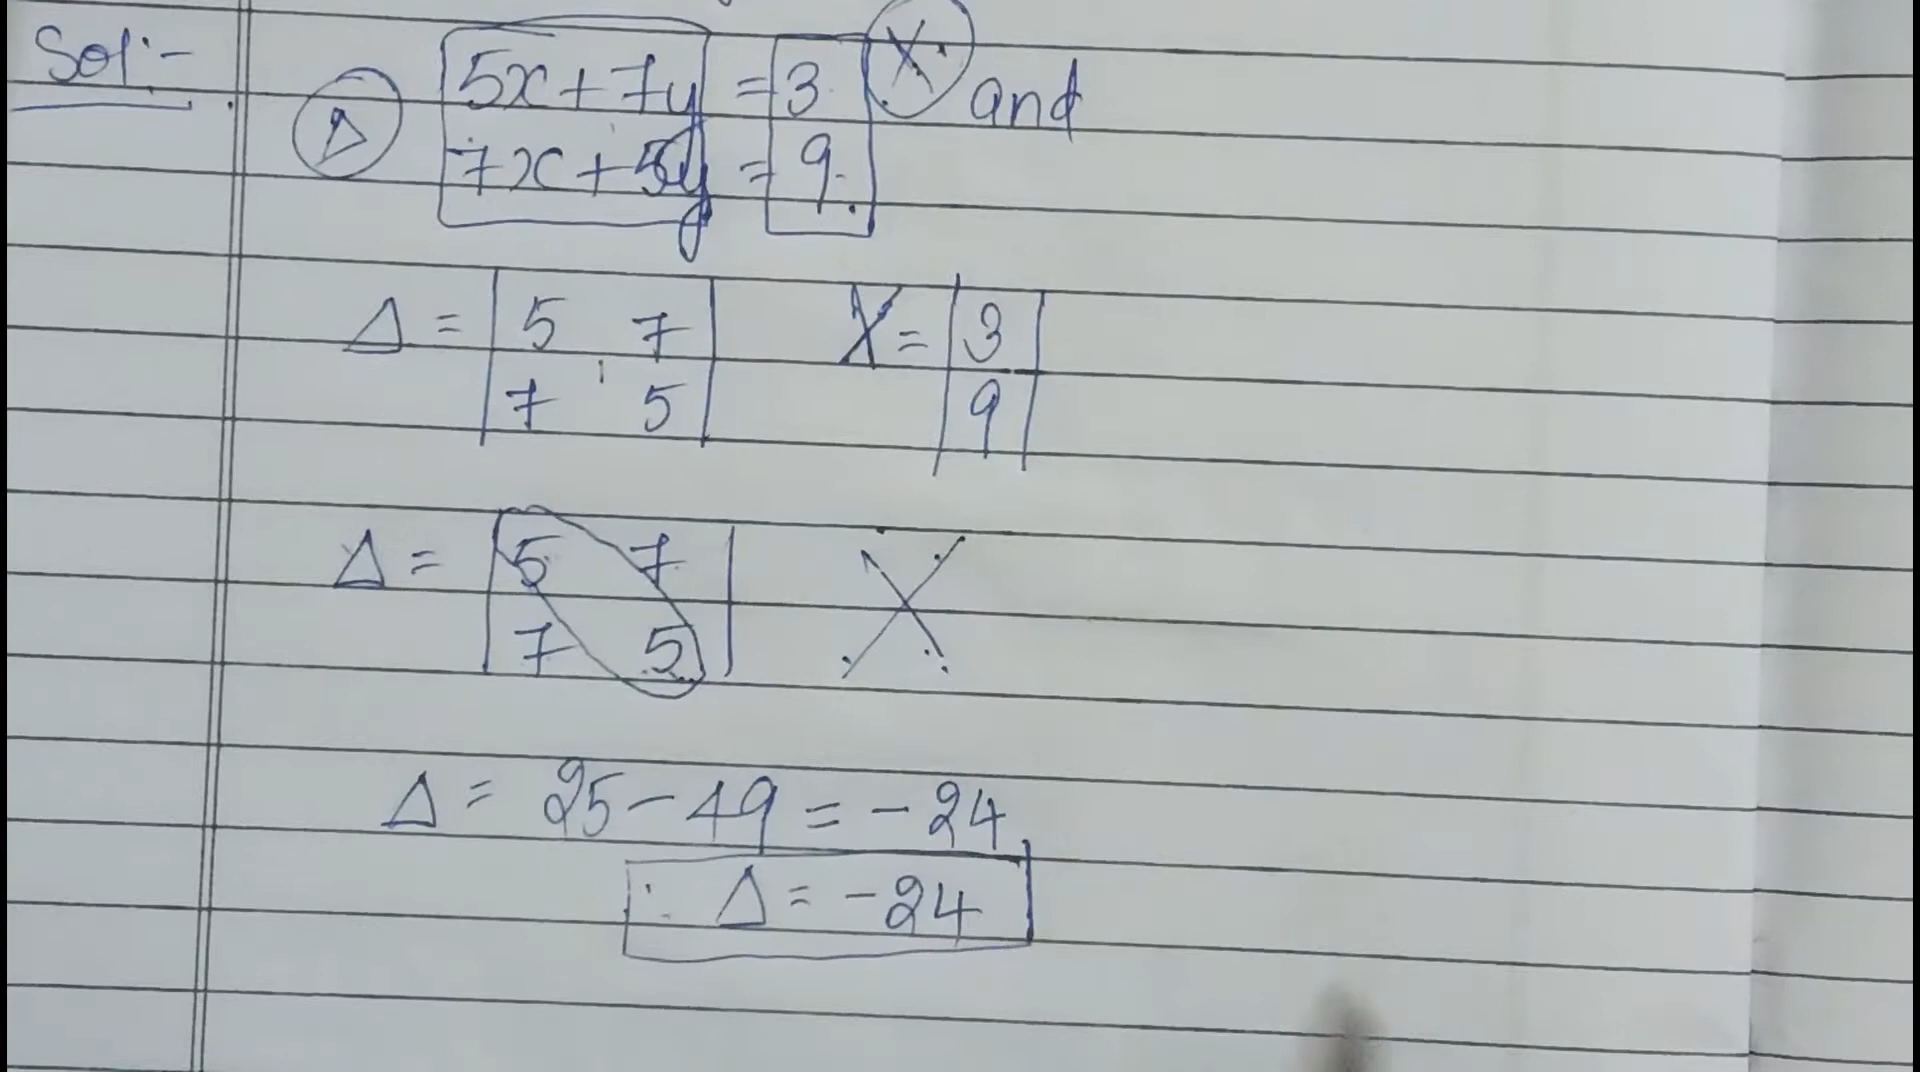 Sol:-
5x+7y = 3 X and
Δ
7x+5y = 9.
Δ = | 5 7 | X = | 3 |
| 7 5 | | 9 |
Δ = | 5 7 |
| 7 5 |
Δ = 25-49 = -24
∴ Δ = -24